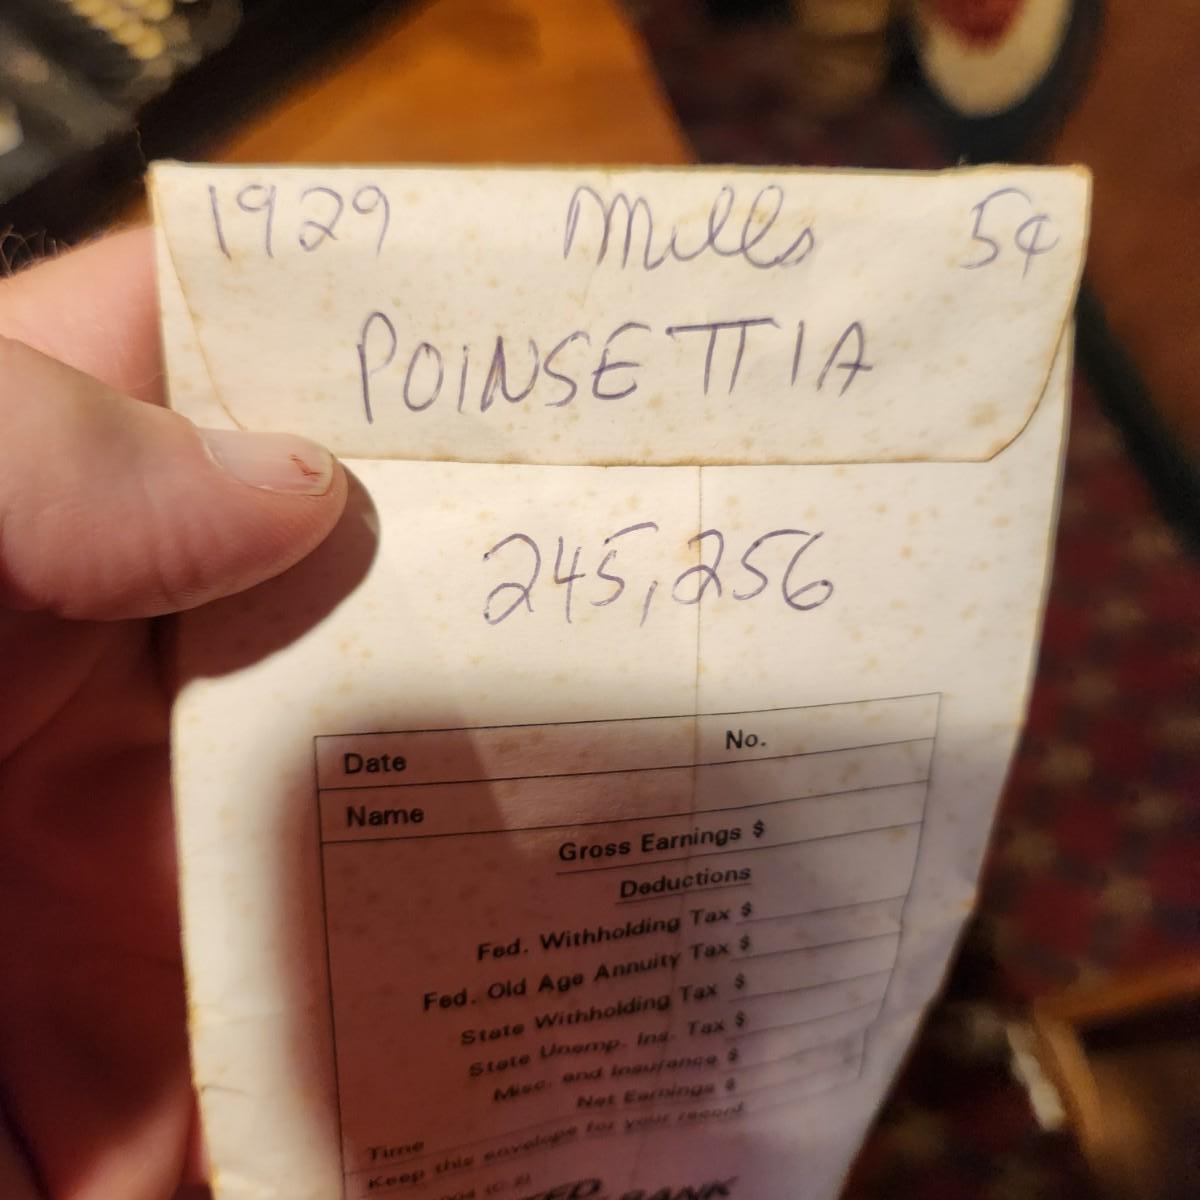 1929 Mills 5¢
POINSETTIA
245,256
Date No.
Name
Gross Earnings $
Deductions
Fed. Withholding Tax $
Fed. Old Age Annuity Tax $
State Withholding Tax $
State Unemp. Ins. Tax $
Misc. and Insurance $
Net Earnings $
Time
Keep this envelope for your record
BANK